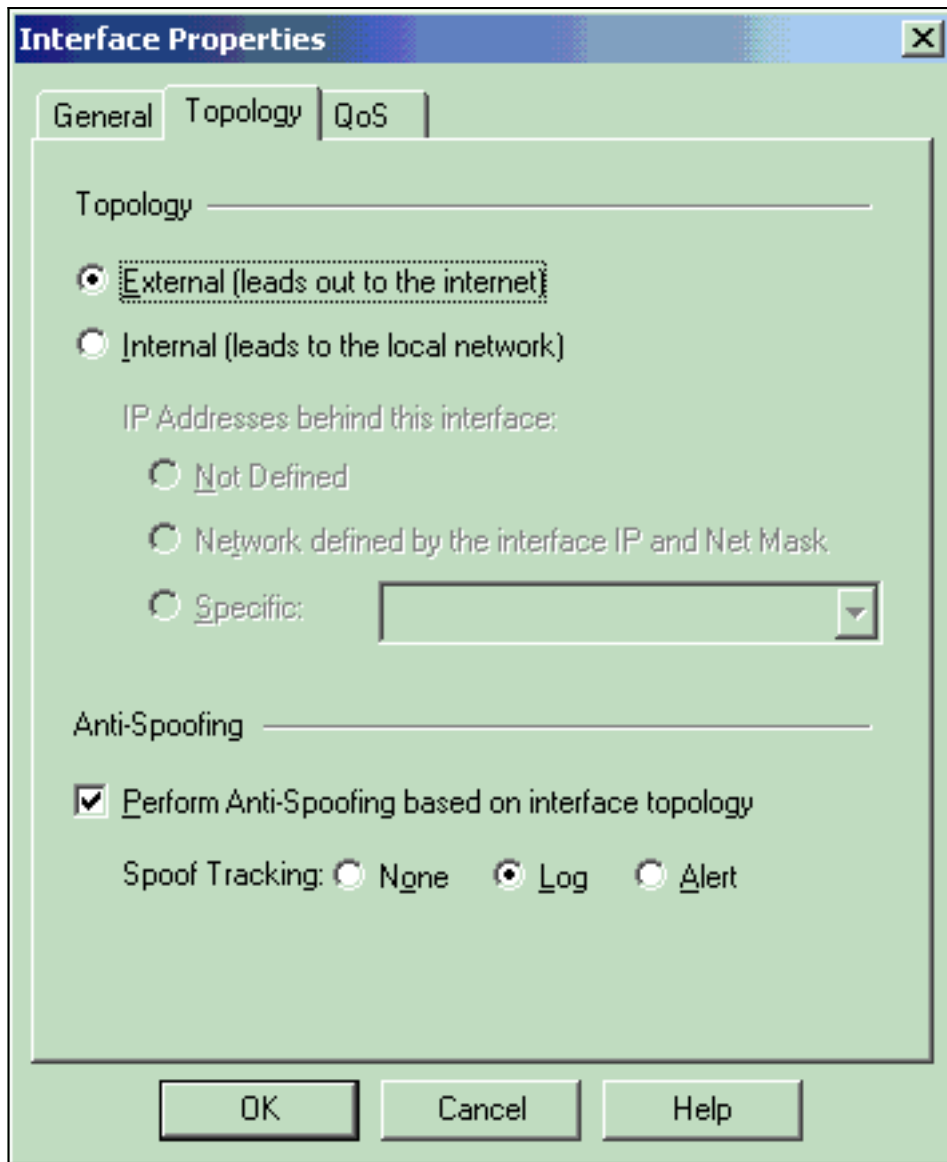 Interface Properties
General Topology QoS
Topology
External (leads out to the internet)
Internal (leads to the local network)
IP Addresses behind this interface:
Not Defined
Network defined by the interface IP and Net Mask
Specific:
Anti-Spoofing
Perform Anti-Spoofing based on interface topology
Spoof Tracking: None Log Alert
OK Cancel Help